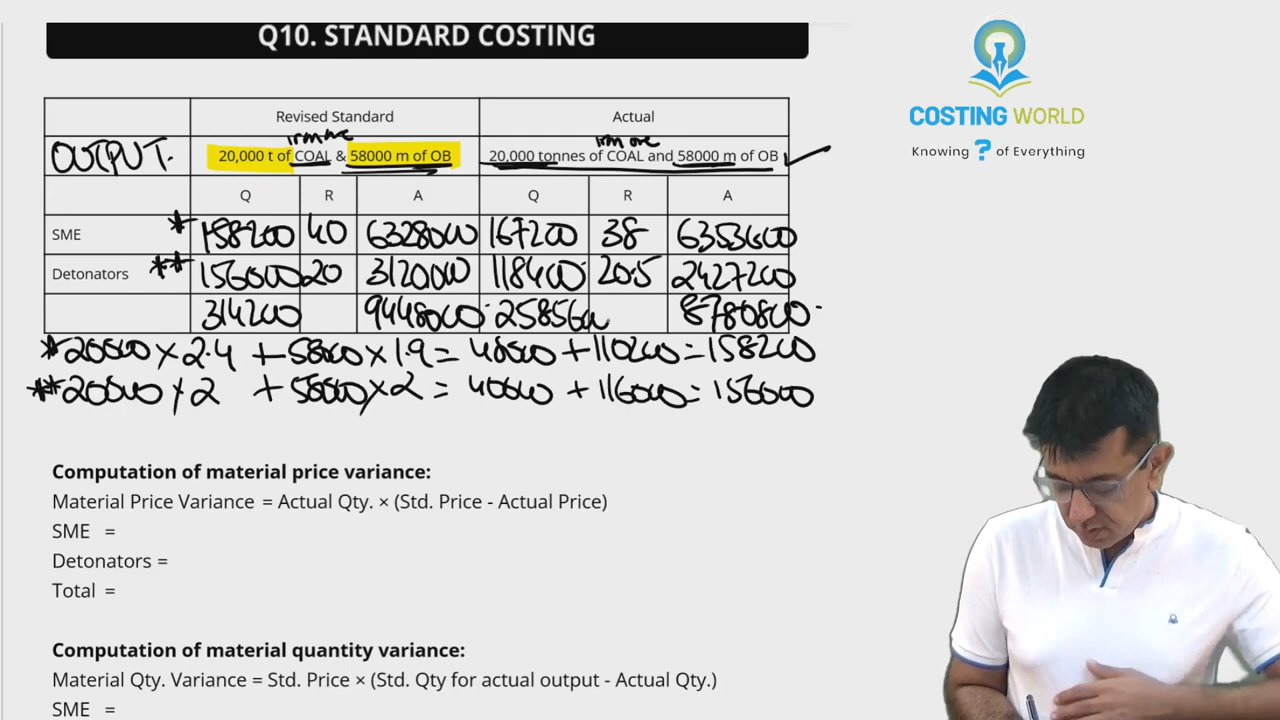 Q10. STANDARD COSTING
COSTING WORLD
Knowing ? of Everything
Revised Standard Actual
iron ore iron ore
OUTPUT. 20,000 t of COAL & 58000 m of OB 20,000 tonnes of COAL and 58000 m of OB ✓
Q R A Q R A
SME * 158200 40 6328000 167200 38 6353600
Detonators ** 156000 20 3120000 118400 20.5 2427200
314200 9448000 8780800
*20000 × 2.4 + 58000 × 1.9 = 48000 + 110200 = 158200
**20000 × 2 + 58000 × 2 = 40000 + 116000 = 156000
Computation of material price variance:
Material Price Variance = Actual Qty. × (Std. Price - Actual Price)
SME =
Detonators =
Total =
Computation of material quantity variance:
Material Qty. Variance = Std. Price × (Std. Qty for actual output - Actual Qty.)
SME =